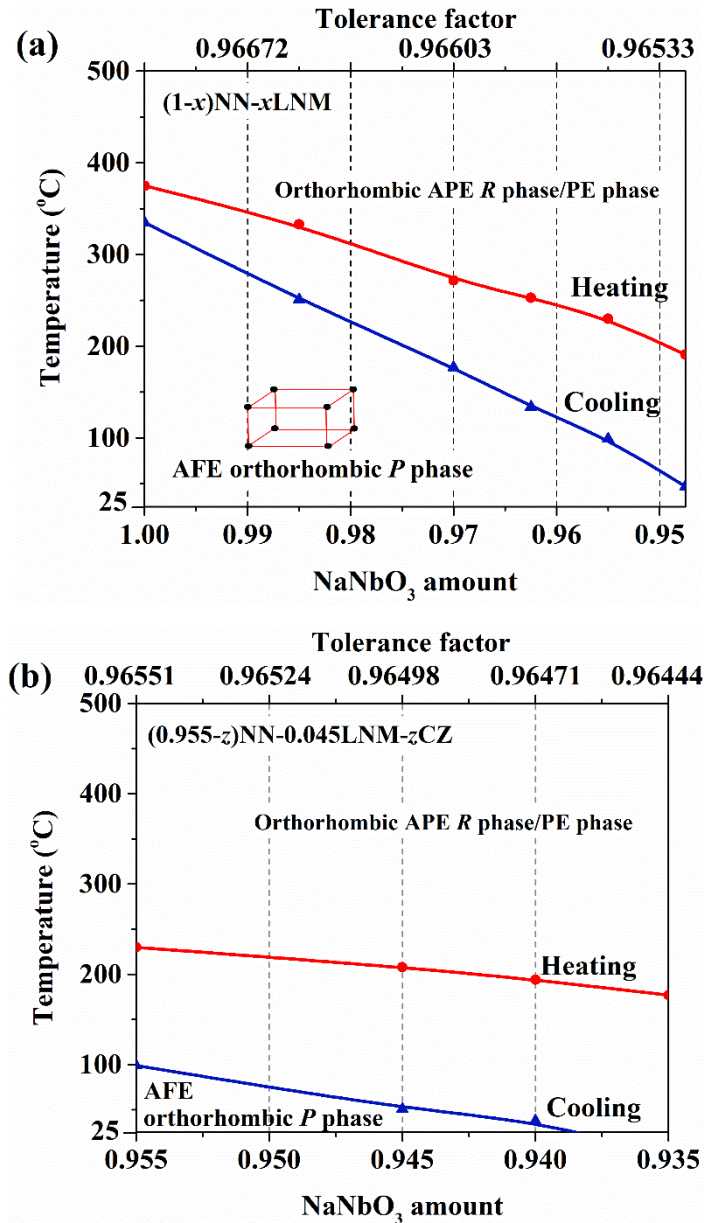 Tolerance factor
(a)
0.96672 0.96603 0.96533
500
(1-x)NN-xLNM
400
Orthorhombic APE R phase/PE phase
300
Heating
Temperature (°C)
200
Cooling
100
AFE orthorhombic P phase
25
1.00 0.99 0.98 0.97 0.96 0.95
NaNbO₃ amount
Tolerance factor
(b)
0.96551 0.96524 0.96498 0.96471 0.96444
500
(0.955-z)NN-0.045LNM-zCZ
400
Orthorhombic APE R phase/PE phase
300
Temperature (°C)
200
Heating
100
AFE
orthorhombic P phase
Cooling
25
0.955 0.950 0.945 0.940 0.935
NaNbO₃ amount